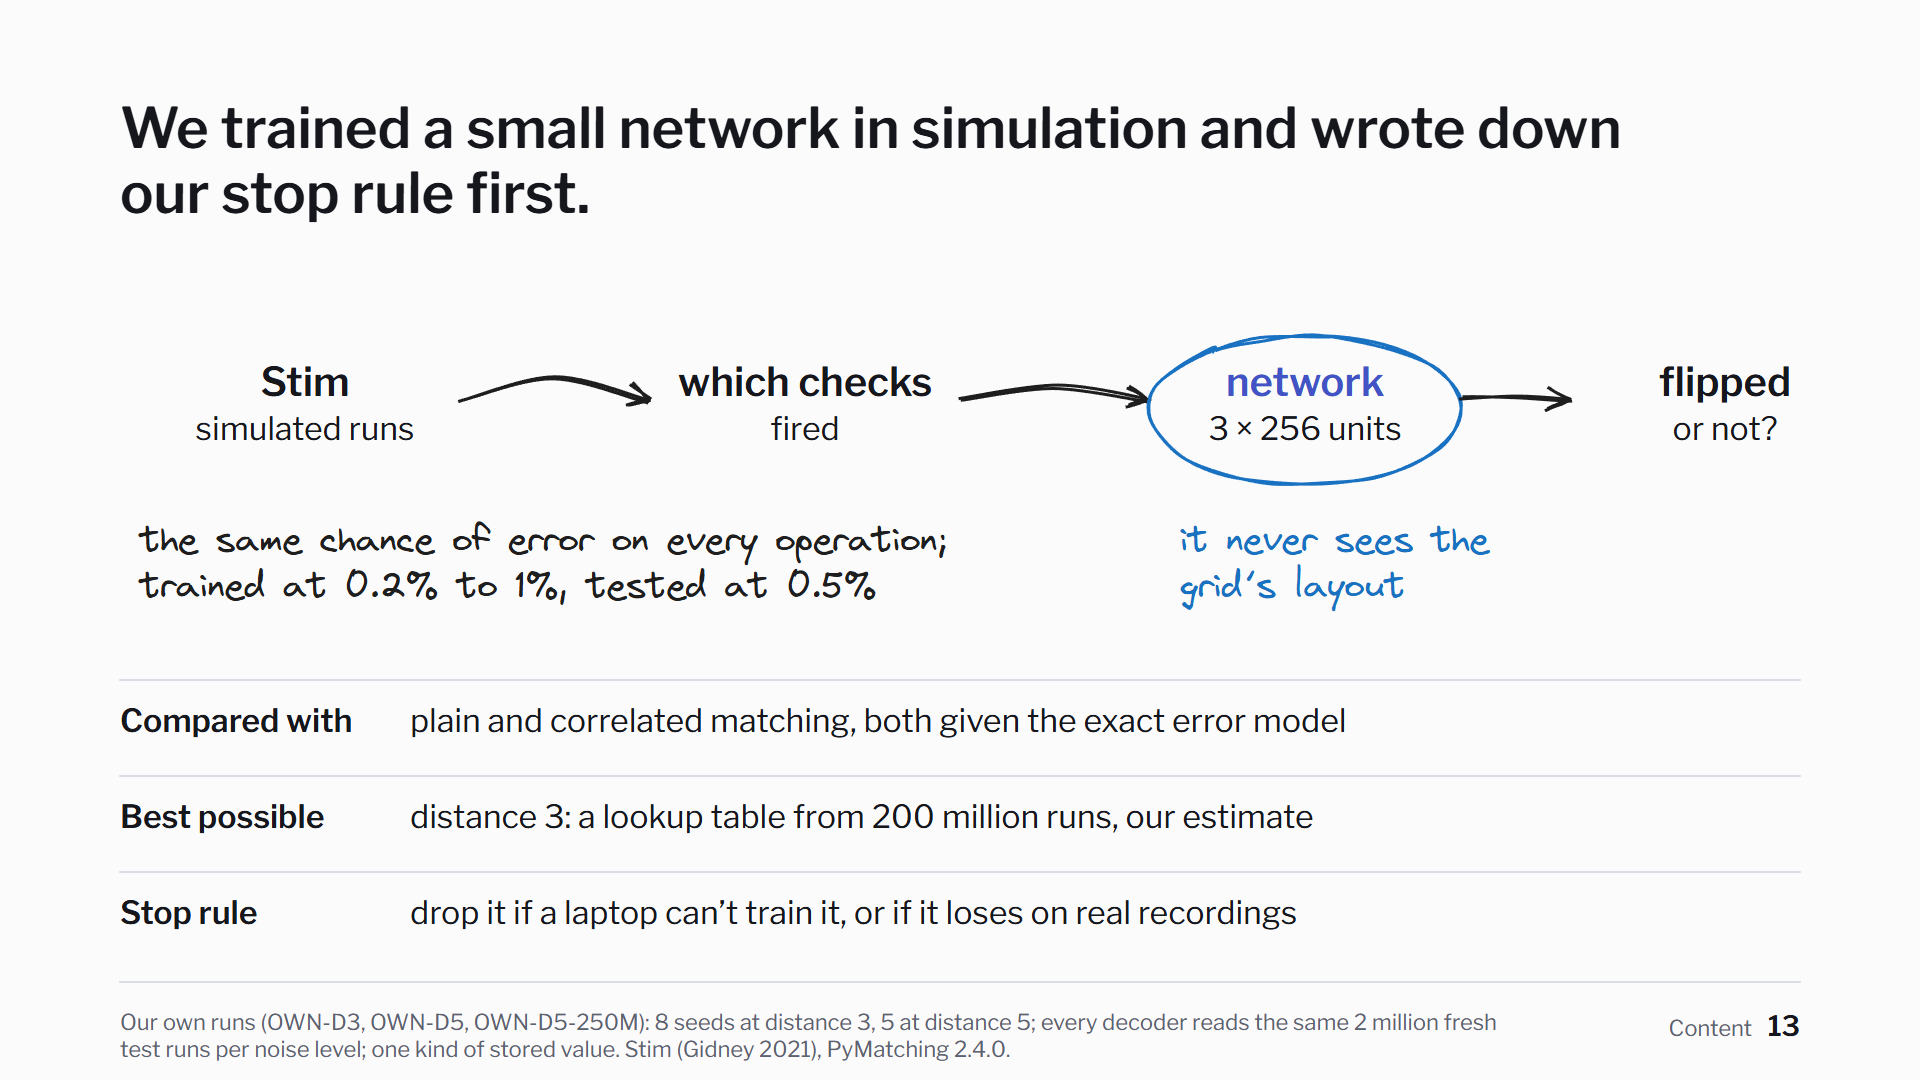 We trained a small network in simulation and wrote down
our stop rule first.
Stim
simulated runs
which checks
fired
network
3 × 256 units
flipped
or not?
the same chance of error on every operation;
trained at 0.2% to 1%, tested at 0.5%
it never sees the
grid's layout
Compared with plain and correlated matching, both given the exact error model
Best possible distance 3: a lookup table from 200 million runs, our estimate
Stop rule drop it if a laptop can’t train it, or if it loses on real recordings
Our own runs (OWN-D3, OWN-D5, OWN-D5-250M): 8 seeds at distance 3, 5 at distance 5; every decoder reads the same 2 million fresh
test runs per noise level; one kind of stored value. Stim (Gidney 2021), PyMatching 2.4.0.
Content 13